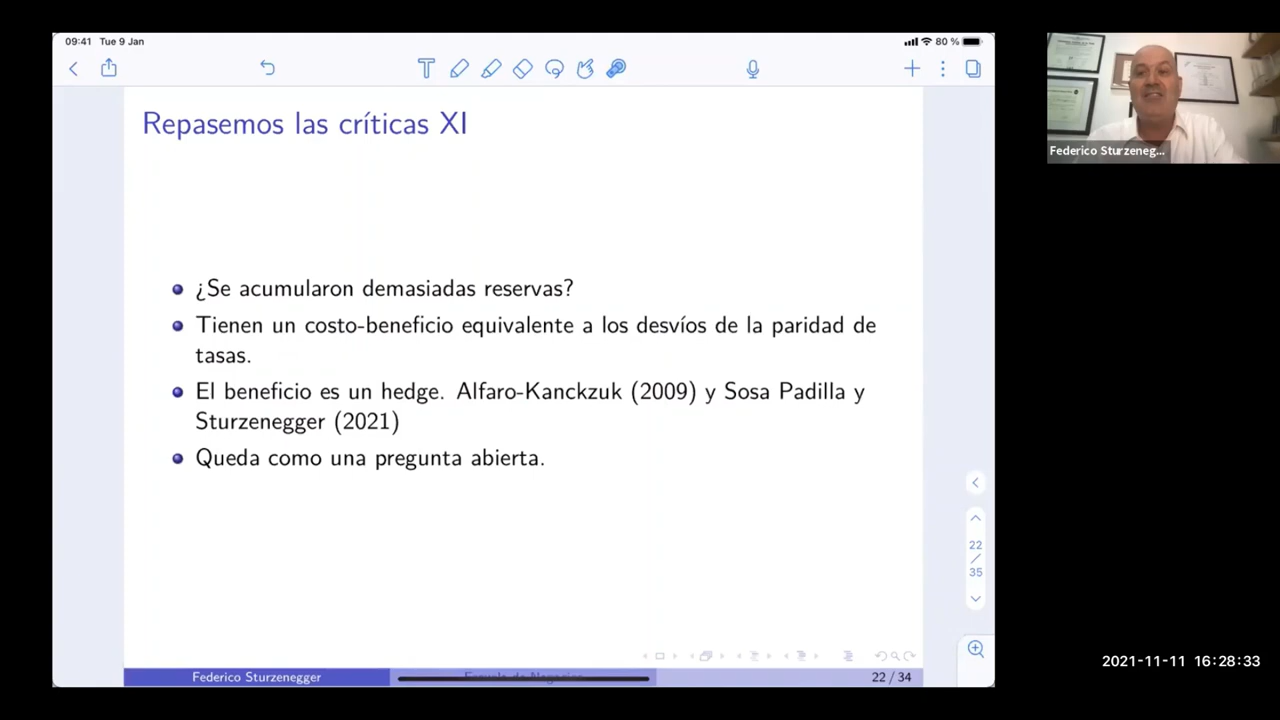 09:41 Tue 9 Jan
80 %
Repasemos las críticas XI
¿Se acumularon demasiadas reservas?
Tienen un costo-beneficio equivalente a los desvíos de la paridad de
tasas.
El beneficio es un hedge. Alfaro-Kanckzuk (2009) y Sosa Padilla y
Sturzenegger (2021)
Queda como una pregunta abierta.
22
/
35
Federico Sturzenegger
Escuela de Negocios
22 / 34
Federico Sturzeneg...
2021-11-11 16:28:33